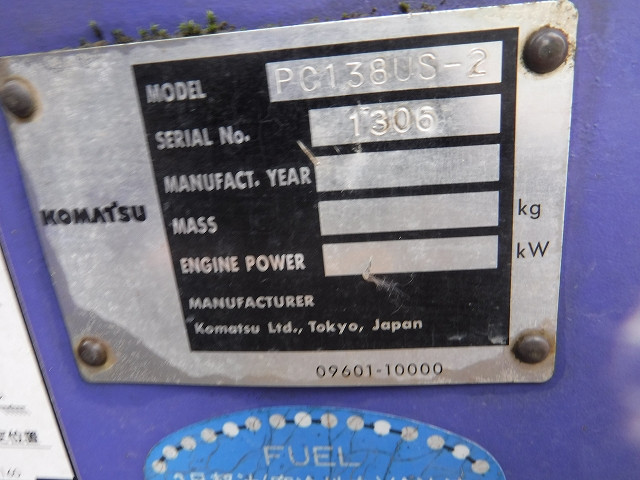 MODEL PC138US-2
SERIAL No. 1306
MANUFACT. YEAR
KOMATSU
MASS kg
ENGINE POWER kW
MANUFACTURER
Komatsu Ltd., Tokyo, Japan
09601-10000
FUEL